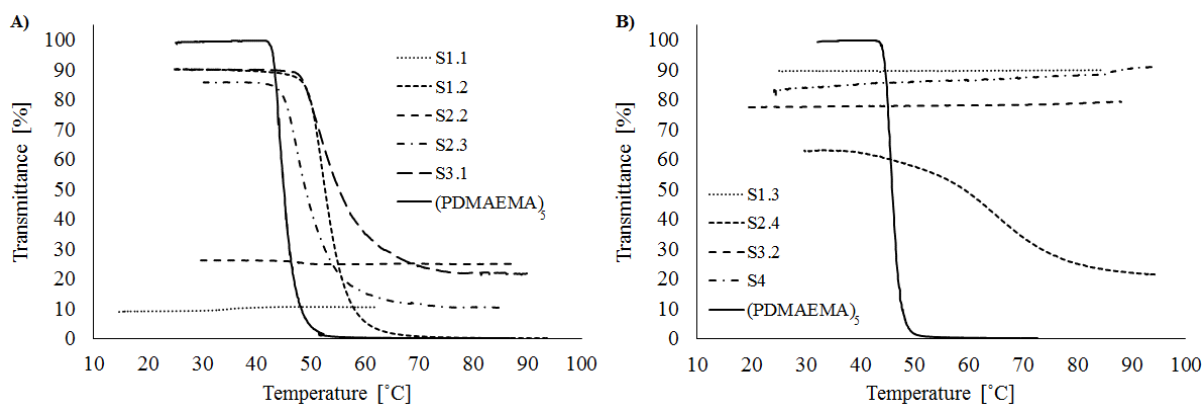 A)
100
90
80
70
60
50
40
30
20
10
0
Transmittance [%]
10 20 30 40 50 60 70 80 90 100
Temperature [˚C]
S1.1
S1.2
S2.2
S2.3
S3.1
(PDMAEMA)5
B)
100
90
80
70
60
50
40
30
20
10
0
Transmittance [%]
10 20 30 40 50 60 70 80 90 100
Temperature [˚C]
S1.3
S2.4
S3.2
S4
(PDMAEMA)5